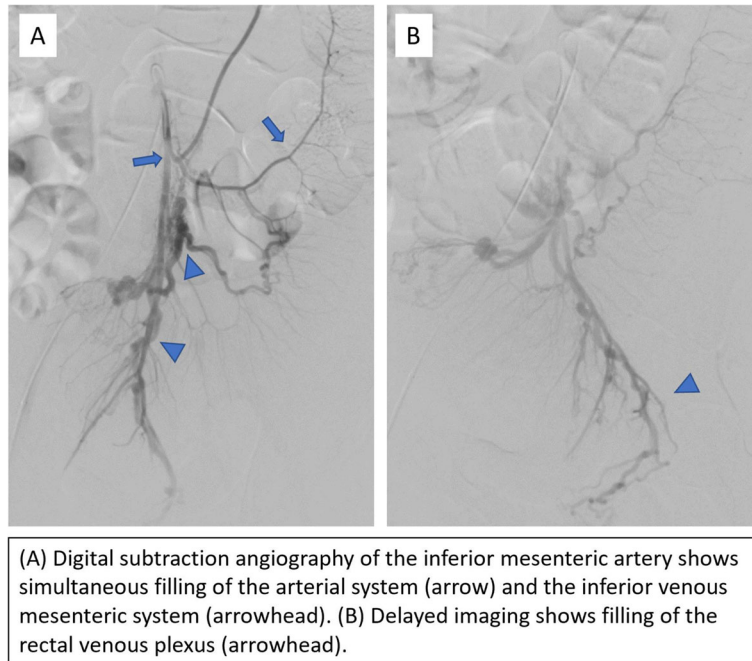 A
B
(A) Digital subtraction angiography of the inferior mesenteric artery shows
simultaneous filling of the arterial system (arrow) and the inferior venous
mesenteric system (arrowhead). (B) Delayed imaging shows filling of the
rectal venous plexus (arrowhead).